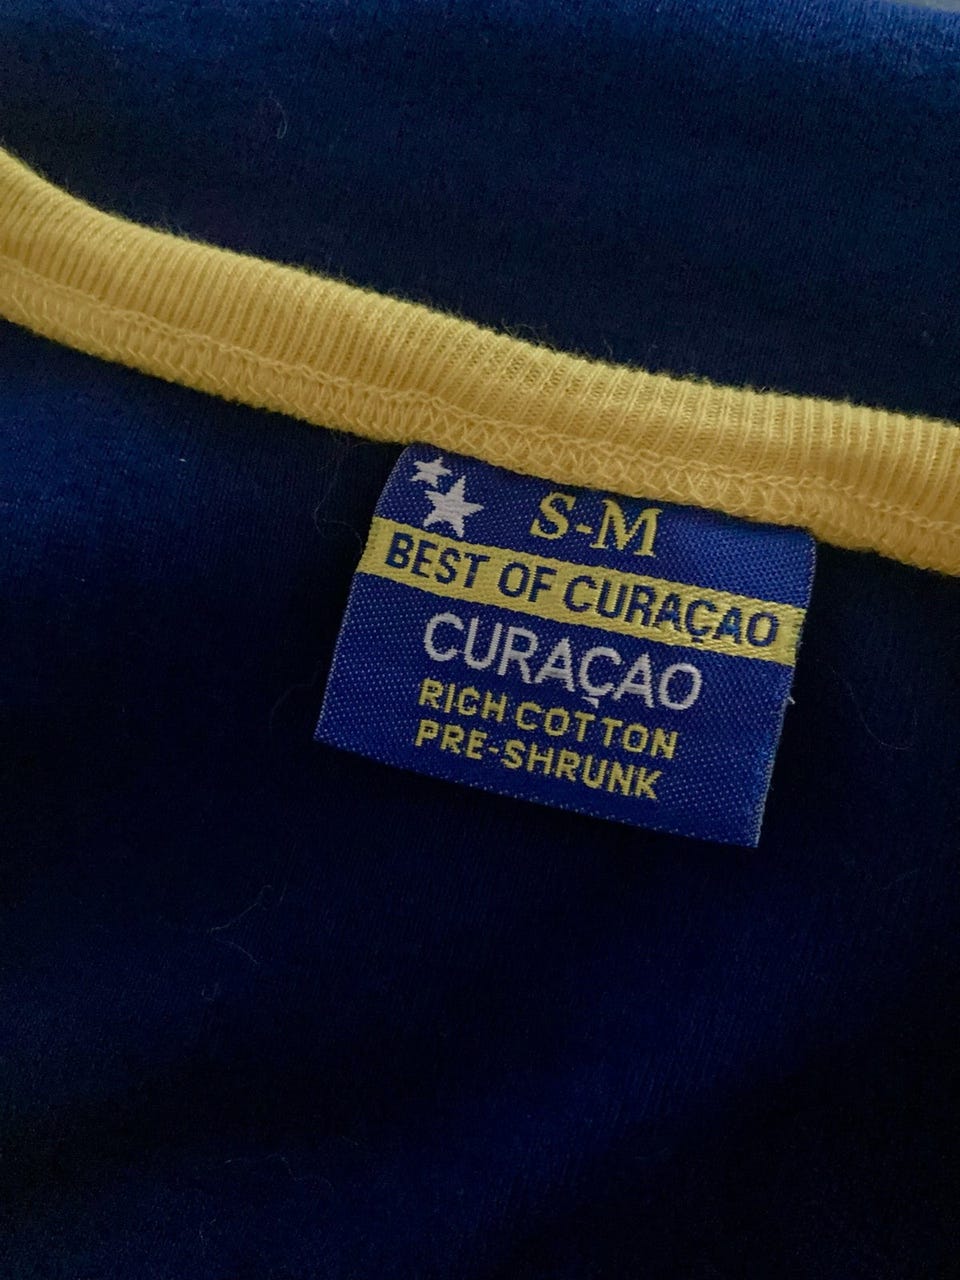 S-M
BEST OF CURAÇAO
CURAÇAO
RICH COTTON
PRE-SHRUNK